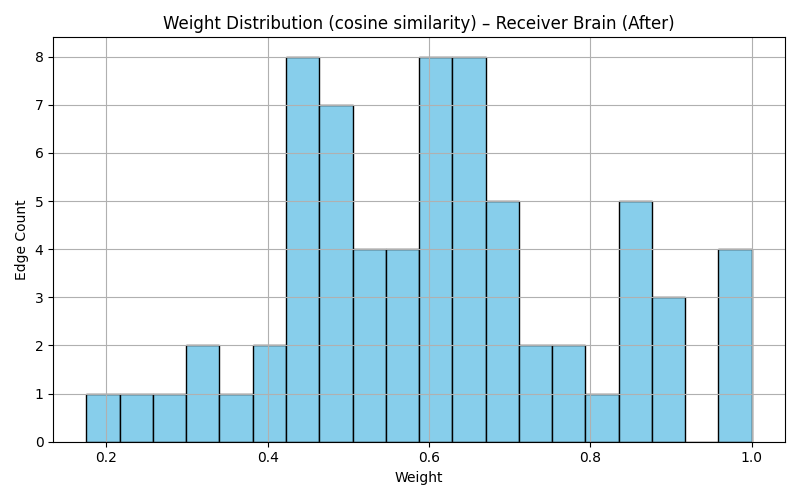 Weight Distribution (cosine similarity) – Receiver Brain (After)
8
7
6
5
4
3
2
1
0
Edge Count
0.2 0.4 0.6 0.8 1.0
Weight